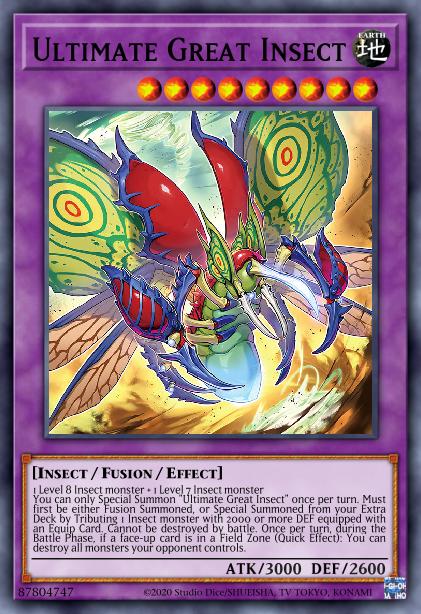 ULTIMATE GREAT INSECT
EARTH
地
[INSECT / FUSION / EFFECT]
1 Level 8 Insect monster + 1 Level 7 Insect monster
You can only Special Summon "Ultimate Great Insect" once per turn. Must
first be either Fusion Summoned, or Special Summoned from your Extra
Deck by Tributing 1 Insect monster with 2000 or more DEF equipped with
an Equip Card. Cannot be destroyed by battle. Once per turn, during the
Battle Phase, if a face-up card is in a Field Zone (Quick Effect): You can
destroy all monsters your opponent controls.
ATK/3000 DEF/2600
87804747 ©2020 Studio Dice/SHUEISHA, TV TOKYO, KONAMI